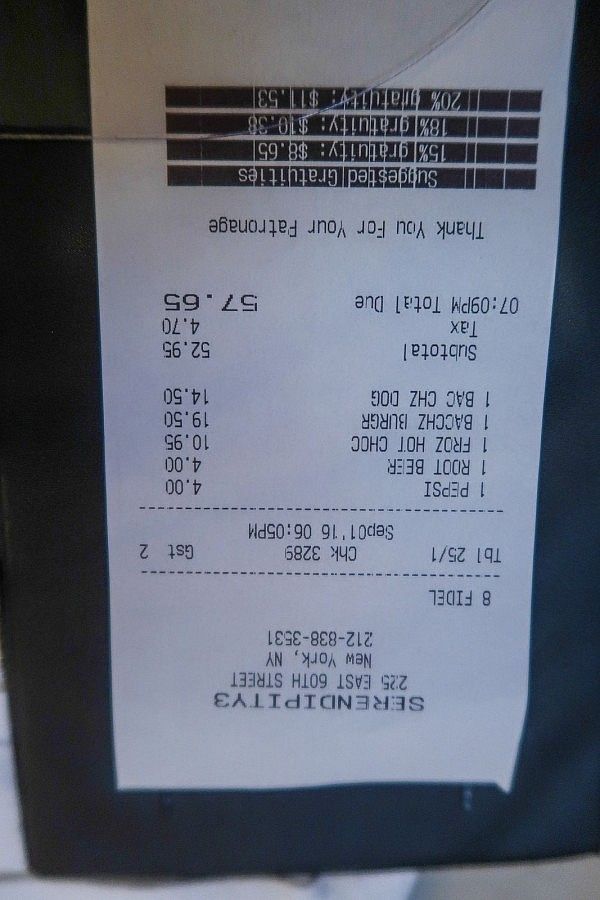 SERENDIPITY3
225 EAST 60TH STREET
New York, NY
212-838-3531
8 FIDEL
Tbl 25/1 Chk 3289 Gst 2
Sep01'16 06:05PM
1 PEPSI 4.00
1 ROOT BEER 4.00
1 FROZ HOT CHOC 10.95
1 BACCHZ BURGR 19.50
1 BAC CHZ DOG 14.50
Subtotal 52.95
Tax 4.70
07:09PM Total Due 57.65
Thank You For Your Patronage
Suggested Gratuities
15% gratuity: $8.65
18% gratuity: $10.38
20% gratuity: $11.53